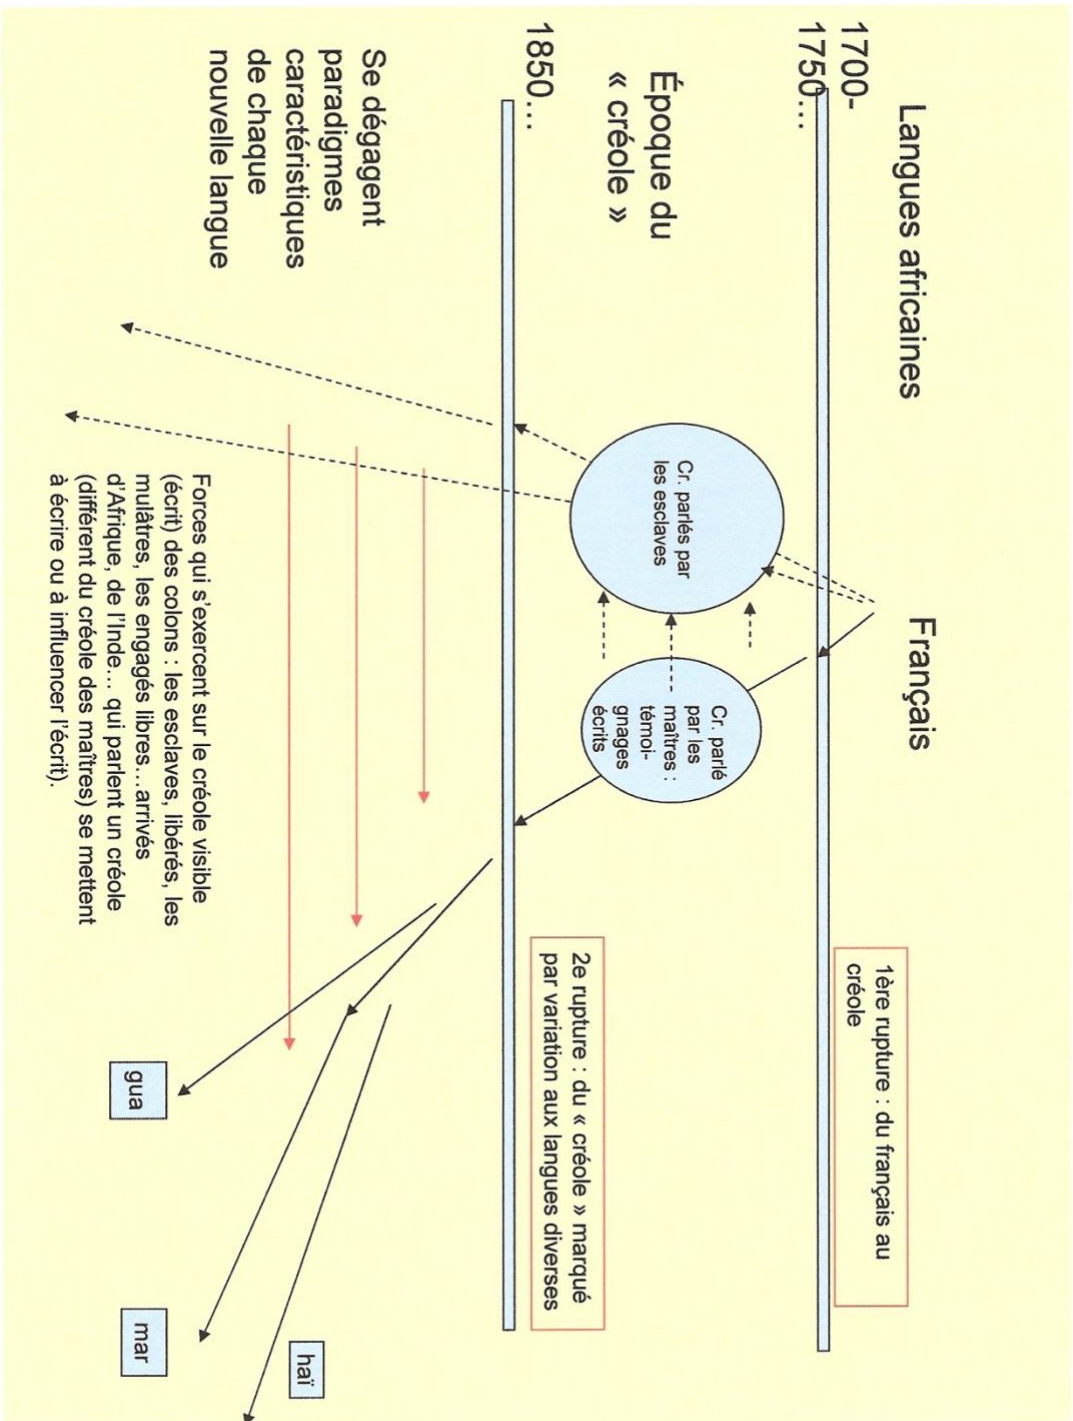 Langues africaines
Français
1700-
1750…
1ère rupture : du français au
créole
Époque du
« créole »
Cr. parlés par
les esclaves
Cr. parlé
par les
maîtres :
témoi-
gnages
écrits
1850…
2e rupture : du « créole » marqué
par variation aux langues diverses
Se dégagent
paradigmes
caractéristiques
de chaque
nouvelle langue
Forces qui s’exercent sur le créole visible
(écrit) des colons : les esclaves, libérés, les
mulâtres, les engagés libres…arrivés
d’Afrique, de l’Inde… qui parlent un créole
(différent du créole des maîtres) se mettent
à écrire ou à influencer l’écrit).
gua
mar
haï